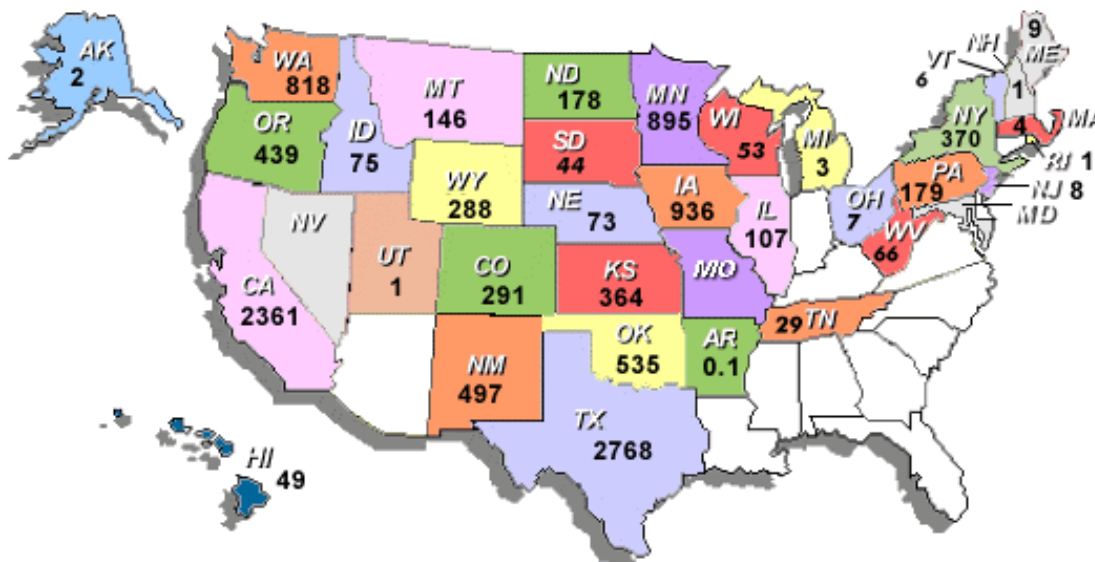 AK
2
WA
818
OR
439
CA
2361
NV
ID
75
MT
146
WY
288
UT
1
CO
291
NM
497
ND
178
SD
44
NE
73
KS
364
OK
535
TX
2768
MN
895
IA
936
MO
AR
0.1
WI
53
IL
107
MI
3
OH
7
TN
29
WV
66
PA
179
NY
370
VT
6
NH
1
ME
9
MA
4
RI 1
NJ 8
MD
HI
49